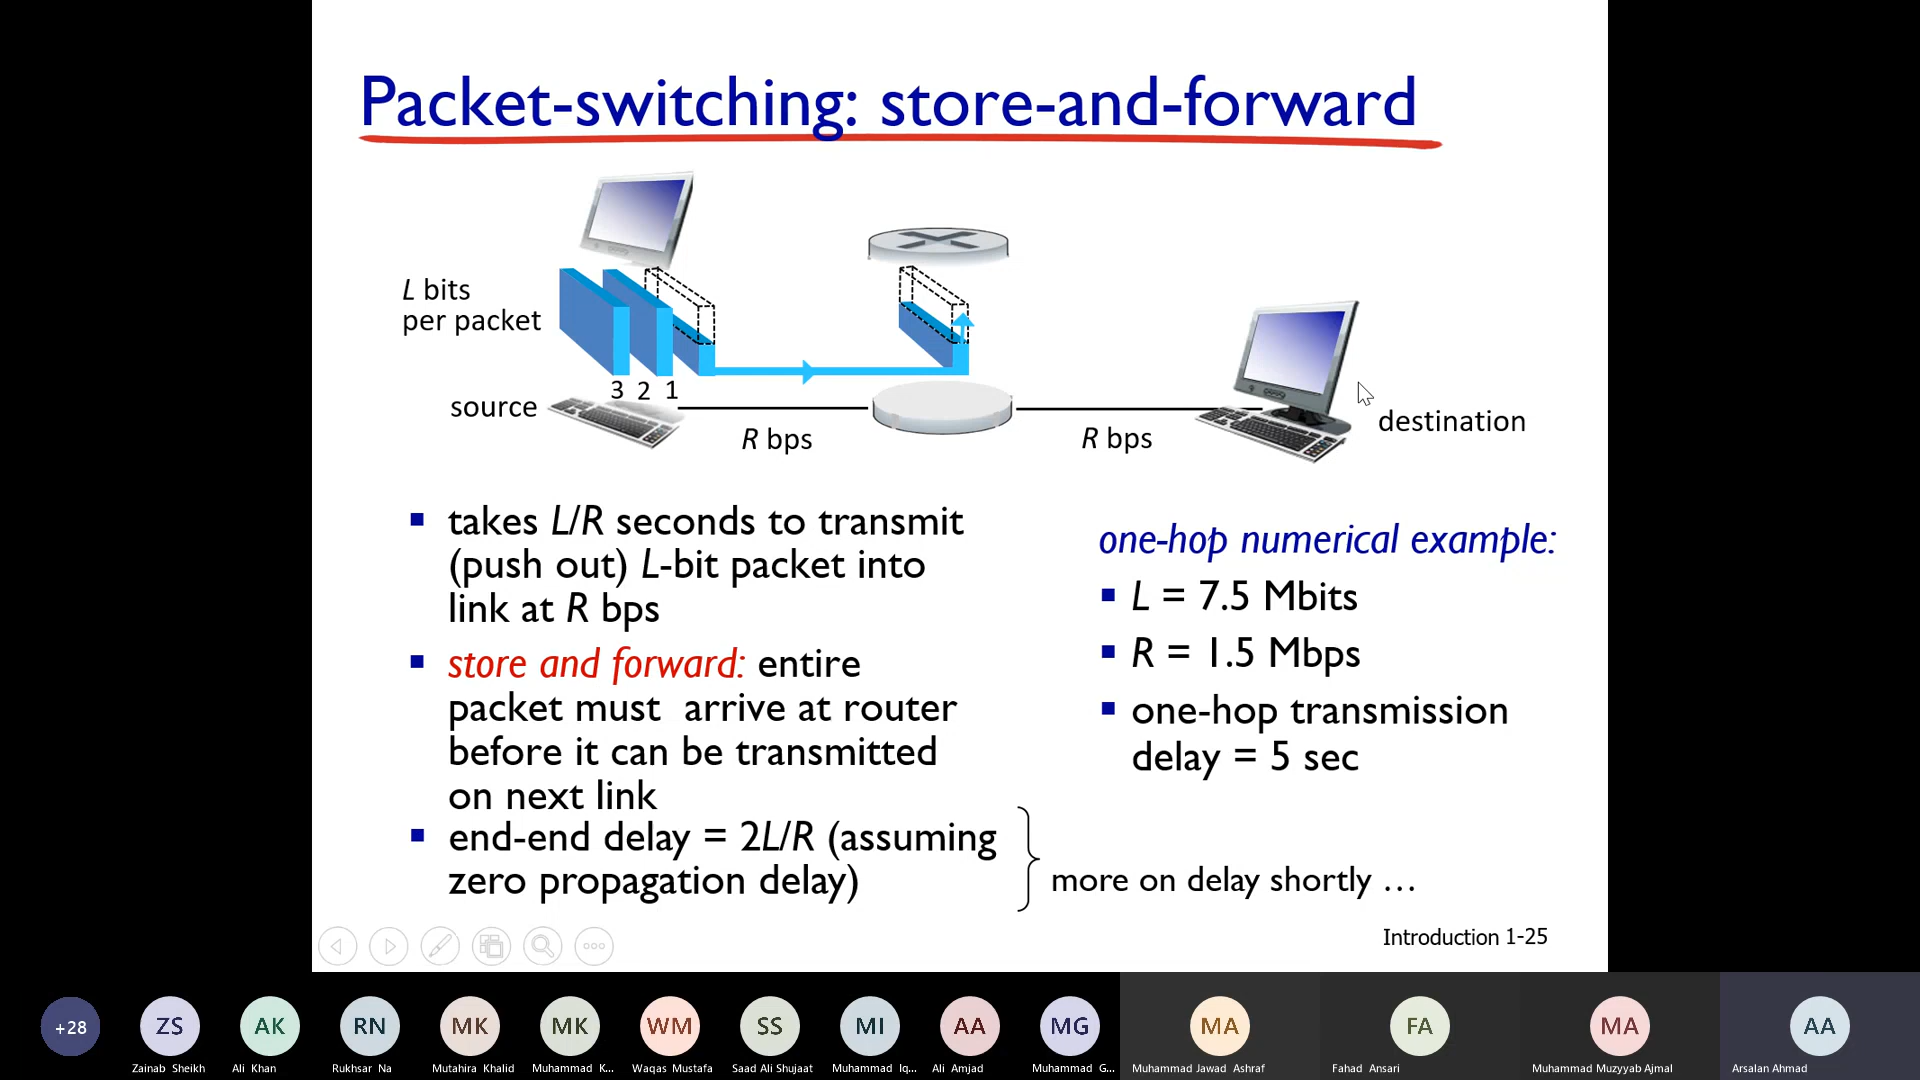 Packet-switching: store-and-forward
L bits
per packet
3 2 1
source
R bps
R bps
destination
takes L/R seconds to transmit
(push out) L-bit packet into
link at R bps
store and forward: entire
packet must arrive at router
before it can be transmitted
on next link
end-end delay = 2L/R (assuming
zero propagation delay)
one-hop numerical example:
L = 7.5 Mbits
R = 1.5 Mbps
one-hop transmission
delay = 5 sec
more on delay shortly …
Introduction 1-25
+28
ZS
AK
RN
MK
MK
WM
SS
MI
AA
MG
MA
FA
MA
AA
Zainab Sheikh
Ali Khan
Rukhsar Na
Mutahira Khalid
Muhammad K...
Waqas Mustafa
Saad Ali Shujaat
Muhammad Iq...
Ali Amjad
Muhammad G...
Muhammad Jawad Ashraf
Fahad Ansari
Muhammad Muzyyab Ajmal
Arsalan Ahmad